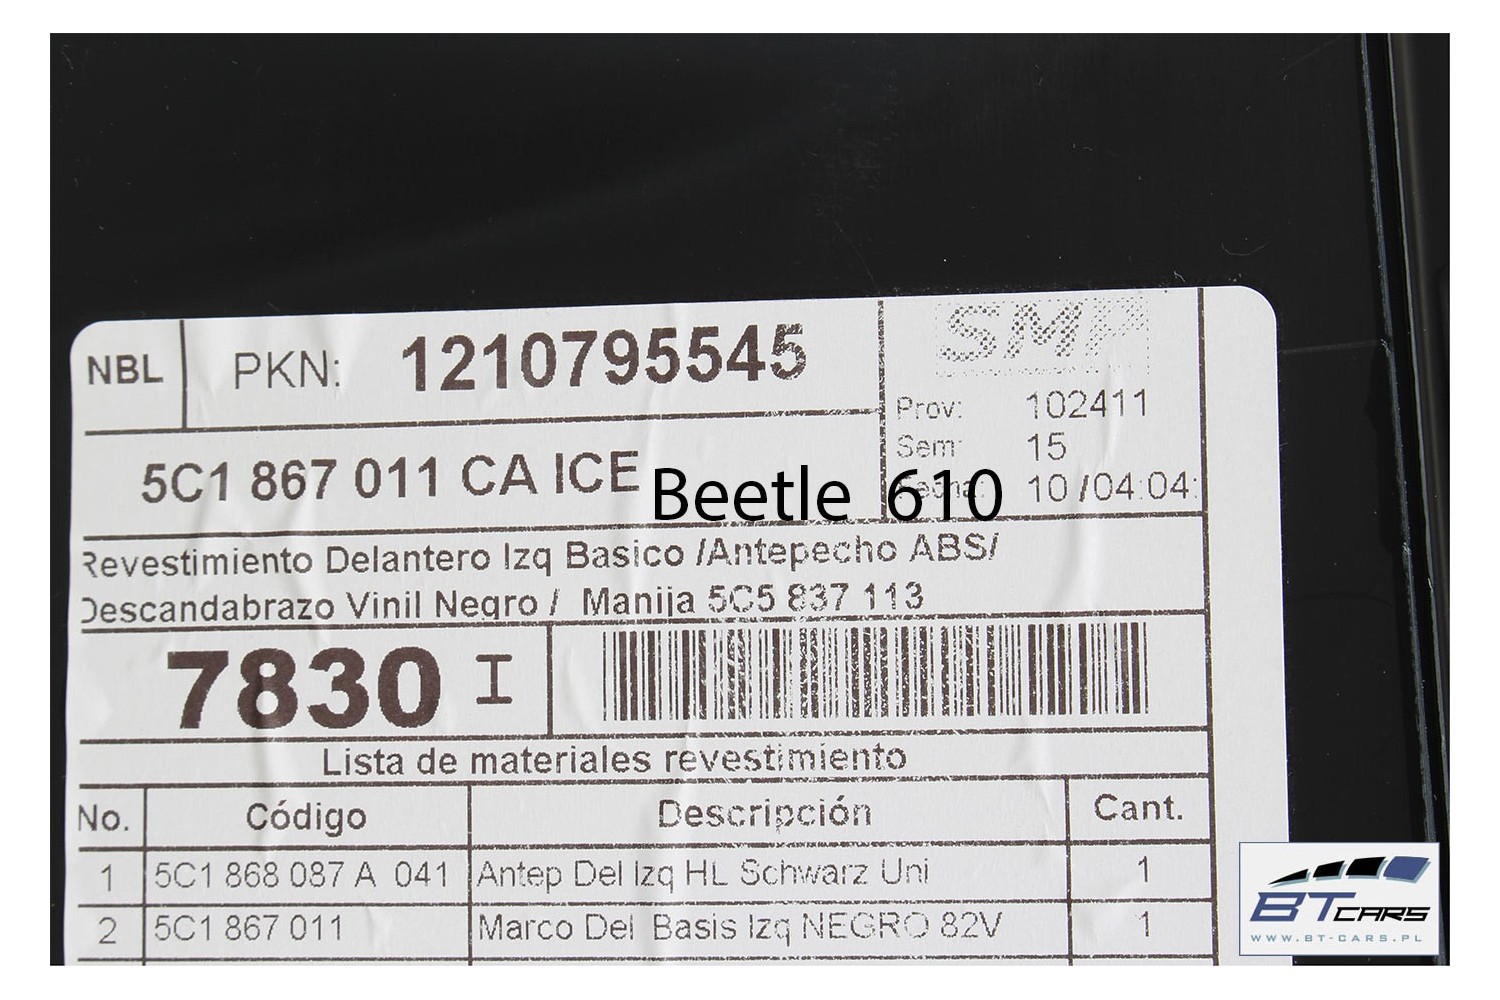 NBL PKN: 1210795545
SMP
Prov: 102411
Sem: 15
Fecha: 10 /04:04:
5C1 867 011 CA ICE
Beetle 610
Revestimiento Delantero Izq Basico /Antepecho ABS/
Descandabrazo Vinil Negro / Manija 5C5 837 113
7830 I
Lista de materiales revestimiento
No. Código Descripción Cant.
1 5C1 868 087 A 041 Antep Del Izq HL Schwarz Uni 1
2 5C1 867 011 Marco Del Basis Izq NEGRO 82V 1
BT CARS
WWW.BT-CARS.PL